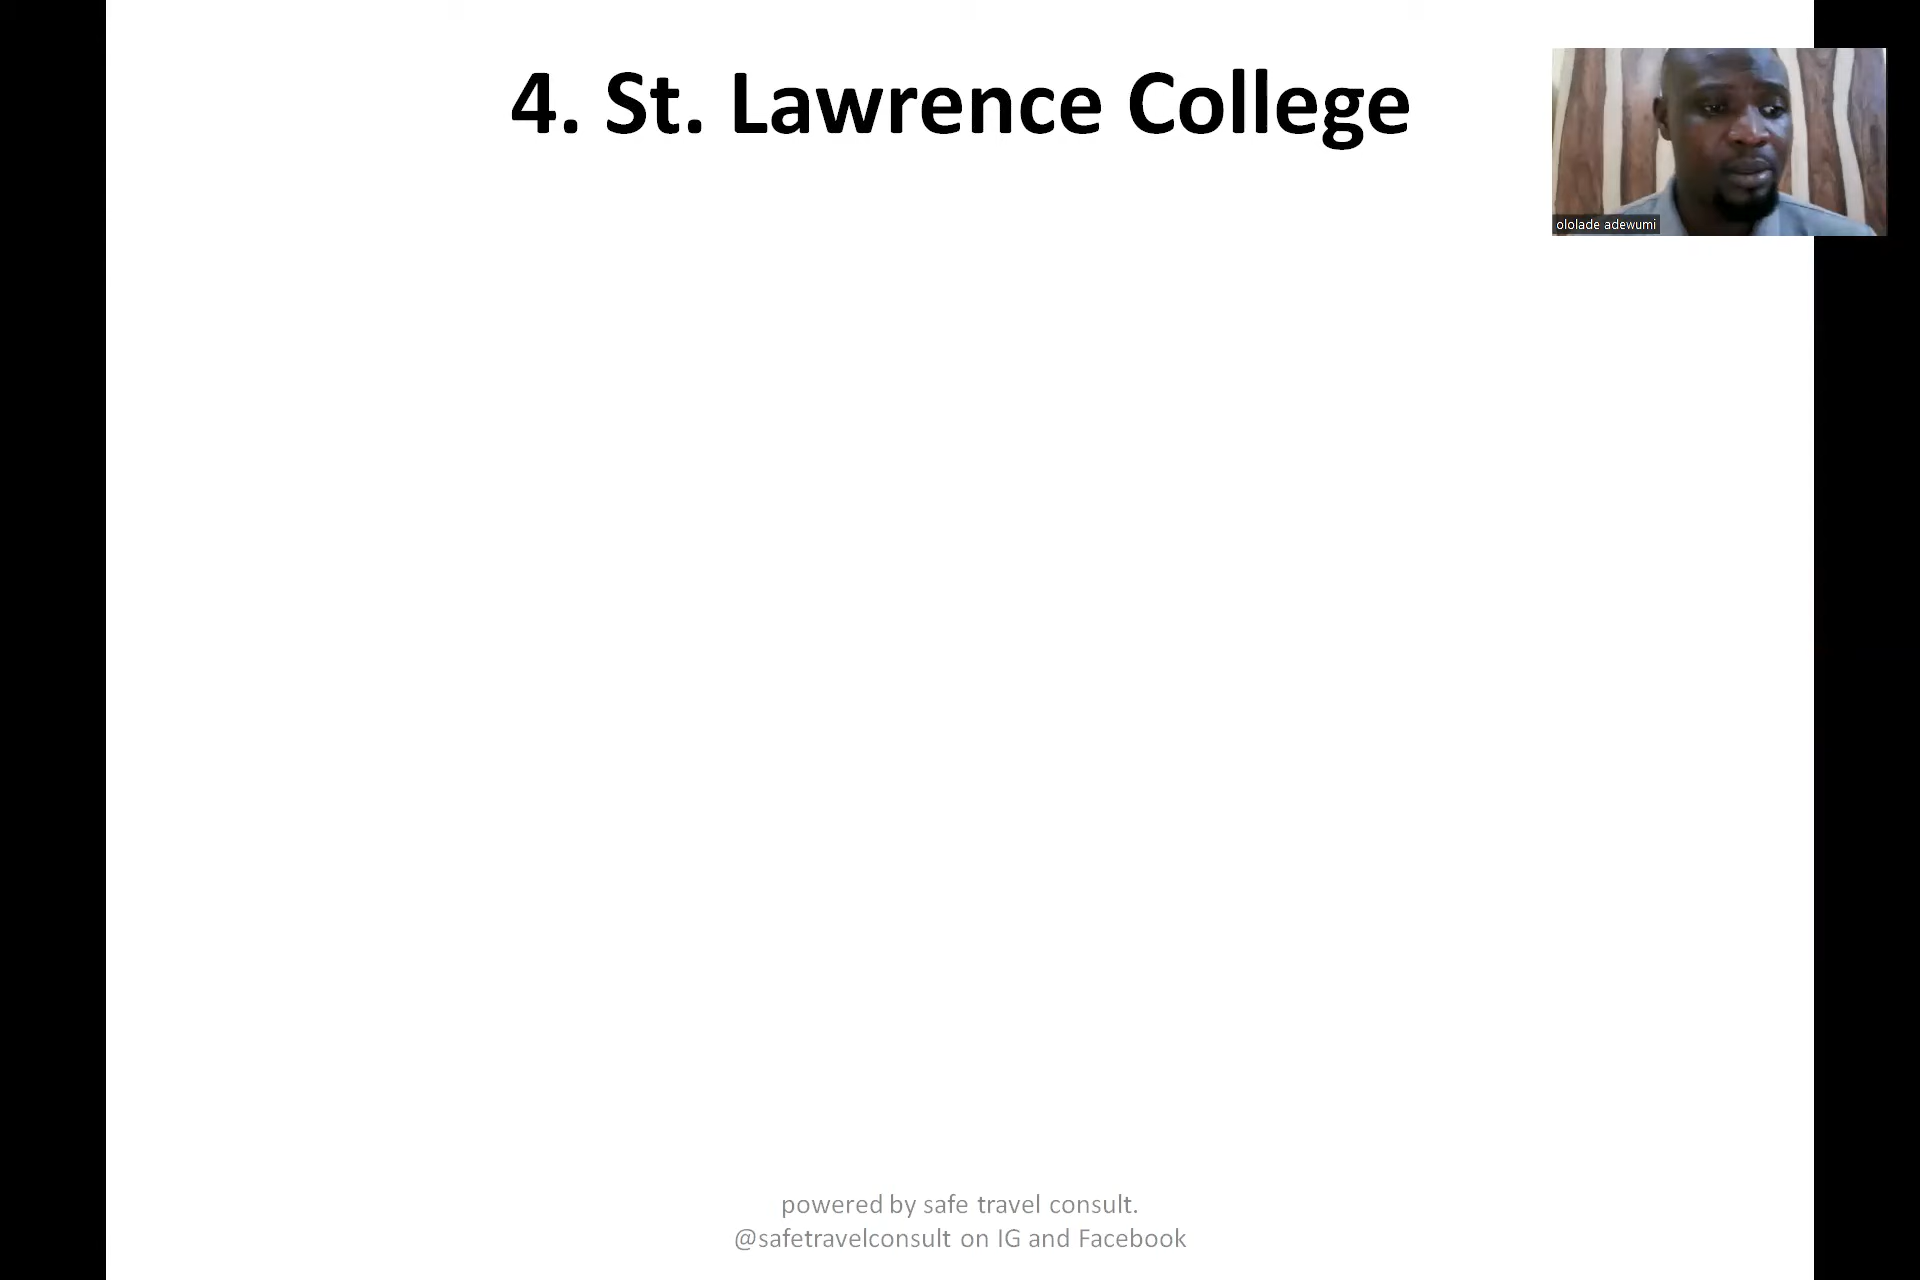 4. St. Lawrence College
ololade adewumi
powered by safe travel consult.
@safetravelconsult on IG and Facebook